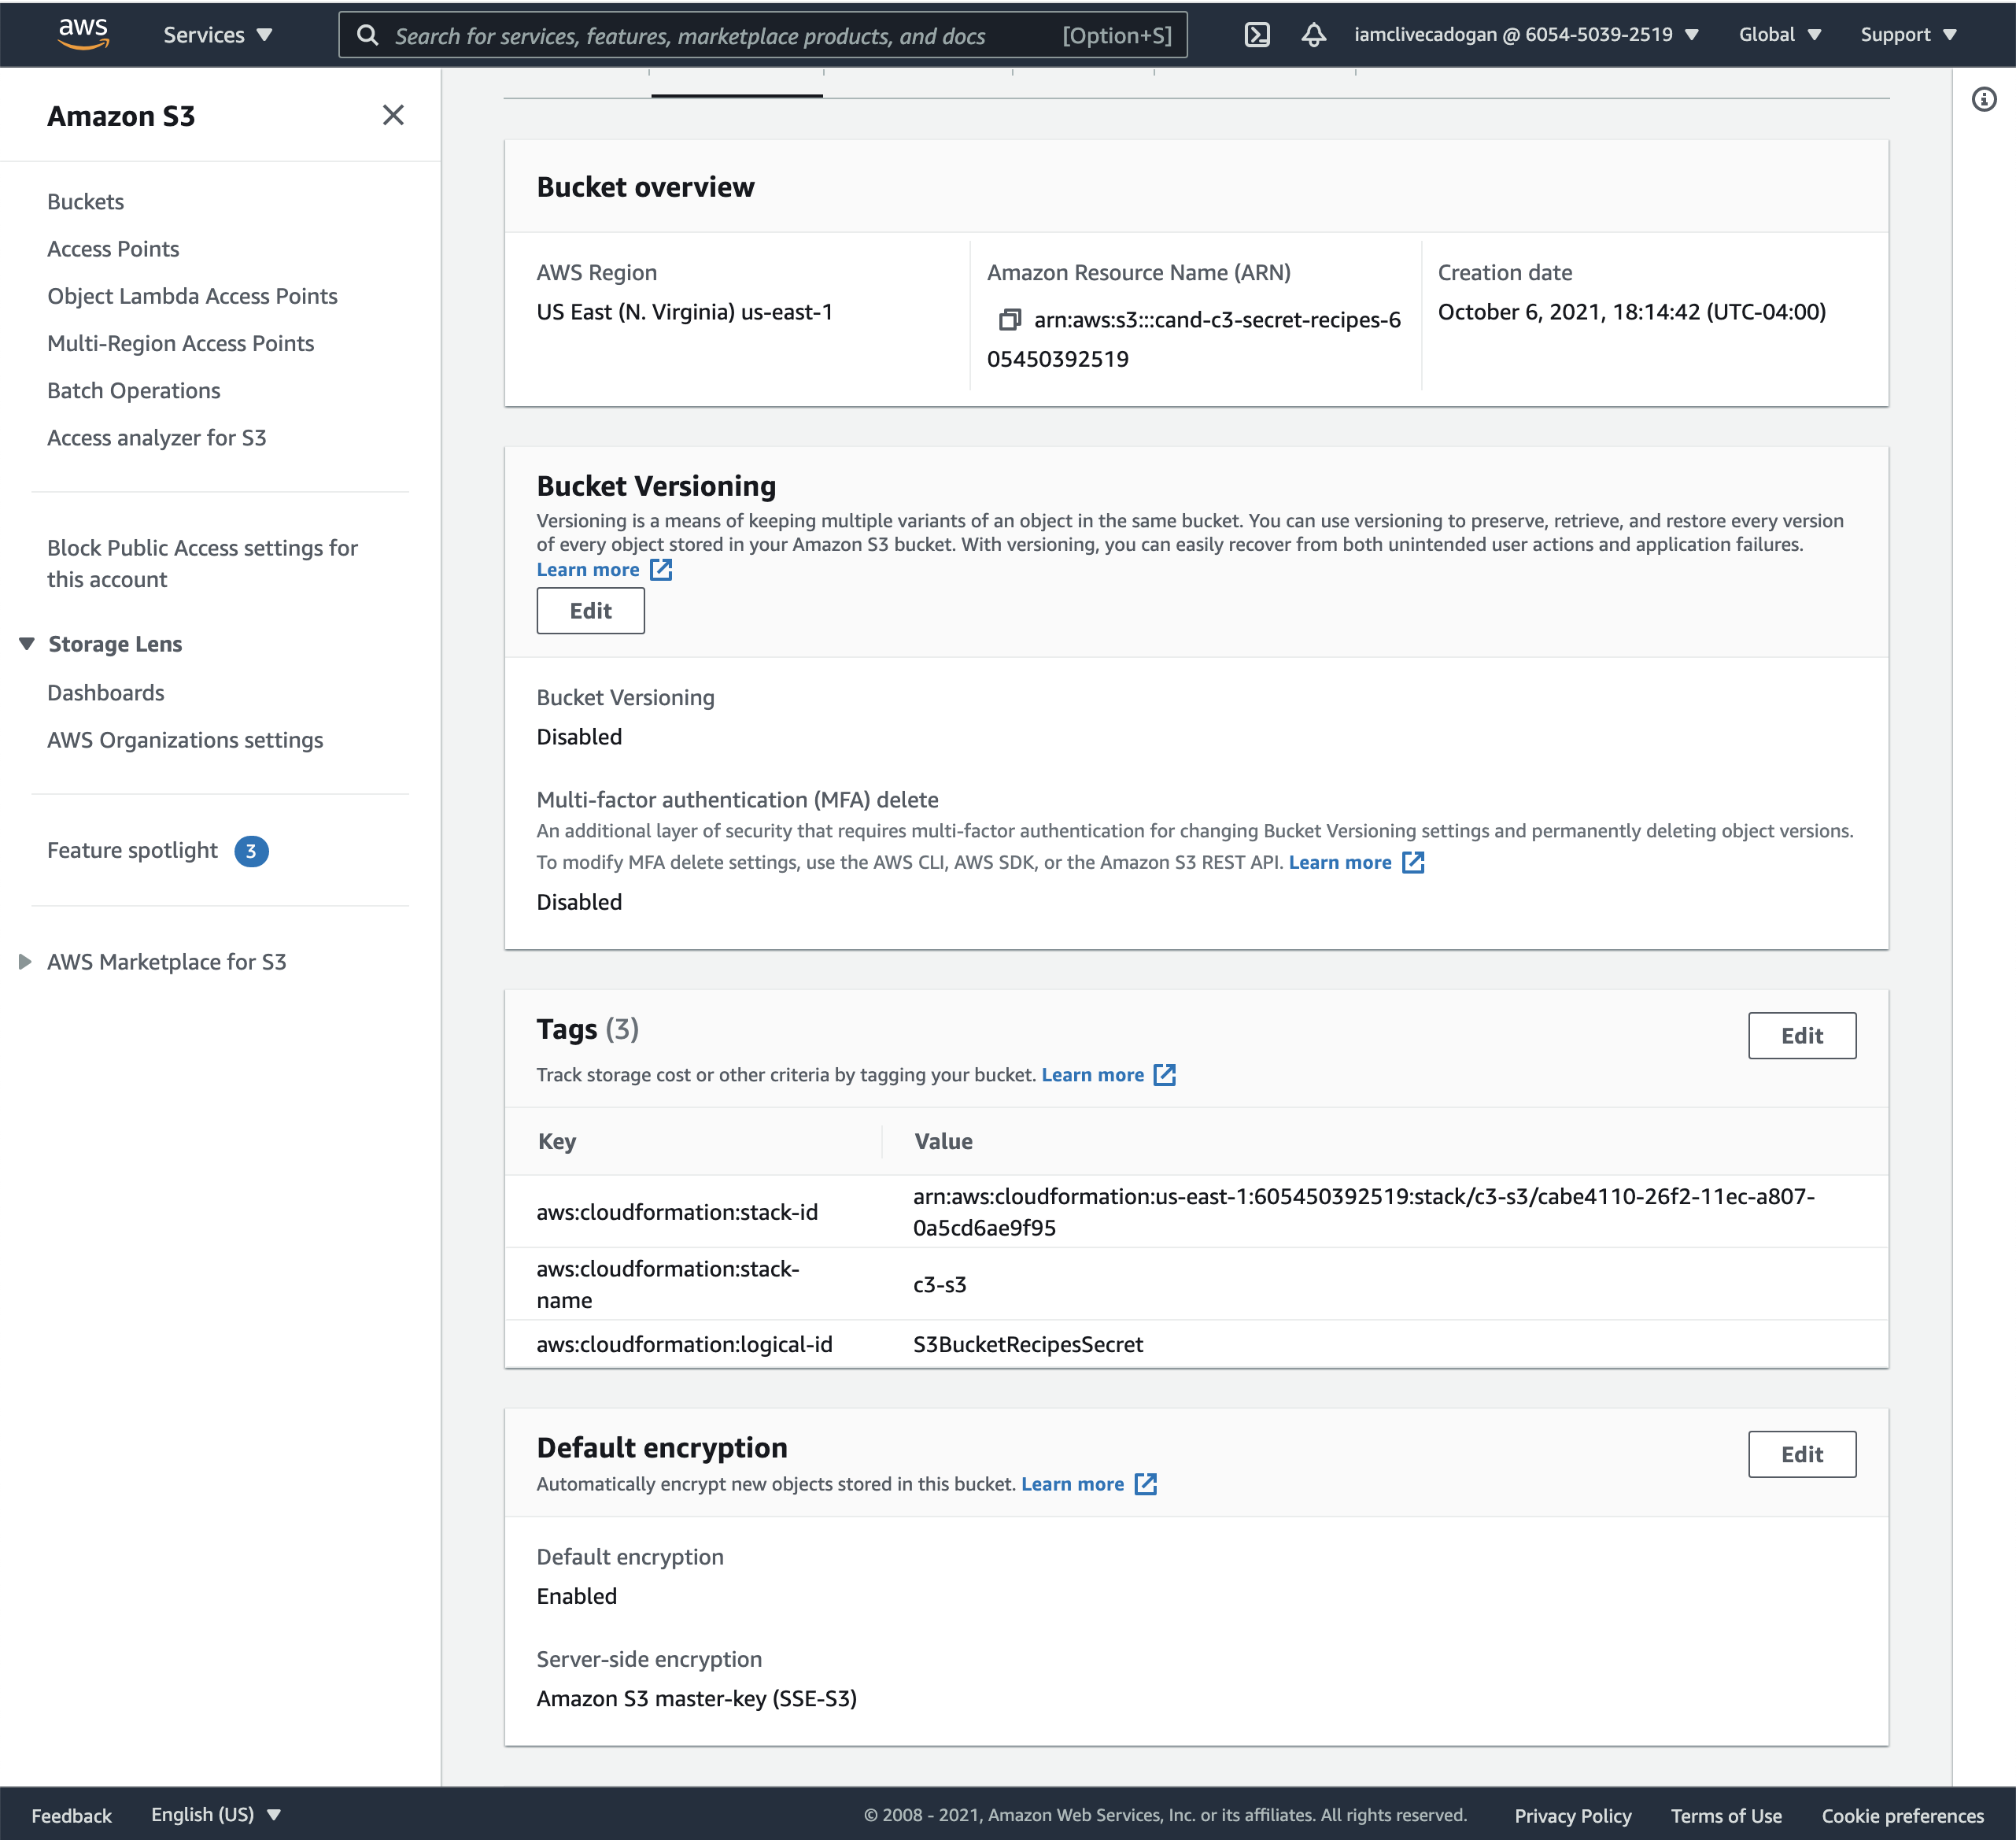 aws
Services
Search for services, features, marketplace products, and docs
[Option+S]
iamclivecadogan @ 6054-5039-2519
Global
Support
Amazon S3
Buckets
Access Points
Object Lambda Access Points
Multi-Region Access Points
Batch Operations
Access analyzer for S3
Block Public Access settings for
this account
Storage Lens
Dashboards
AWS Organizations settings
Feature spotlight 3
AWS Marketplace for S3
Bucket overview
AWS Region
US East (N. Virginia) us-east-1
Amazon Resource Name (ARN)
arn:aws:s3:::cand-c3-secret-recipes-6
05450392519
Creation date
October 6, 2021, 18:14:42 (UTC-04:00)
Bucket Versioning
Versioning is a means of keeping multiple variants of an object in the same bucket. You can use versioning to preserve, retrieve, and restore every version
of every object stored in your Amazon S3 bucket. With versioning, you can easily recover from both unintended user actions and application failures.
Learn more
Edit
Bucket Versioning
Disabled
Multi-factor authentication (MFA) delete
An additional layer of security that requires multi-factor authentication for changing Bucket Versioning settings and permanently deleting object versions.
To modify MFA delete settings, use the AWS CLI, AWS SDK, or the Amazon S3 REST API. Learn more
Disabled
Tags (3)
Edit
Track storage cost or other criteria by tagging your bucket. Learn more
Key
Value
aws:cloudformation:stack-id
arn:aws:cloudformation:us-east-1:605450392519:stack/c3-s3/cabe4110-26f2-11ec-a807-
0a5cd6ae9f95
aws:cloudformation:stack-
name
c3-s3
aws:cloudformation:logical-id
S3BucketRecipesSecret
Default encryption
Edit
Automatically encrypt new objects stored in this bucket. Learn more
Default encryption
Enabled
Server-side encryption
Amazon S3 master-key (SSE-S3)
Feedback
English (US)
© 2008 - 2021, Amazon Web Services, Inc. or its affiliates. All rights reserved.
Privacy Policy
Terms of Use
Cookie preferences